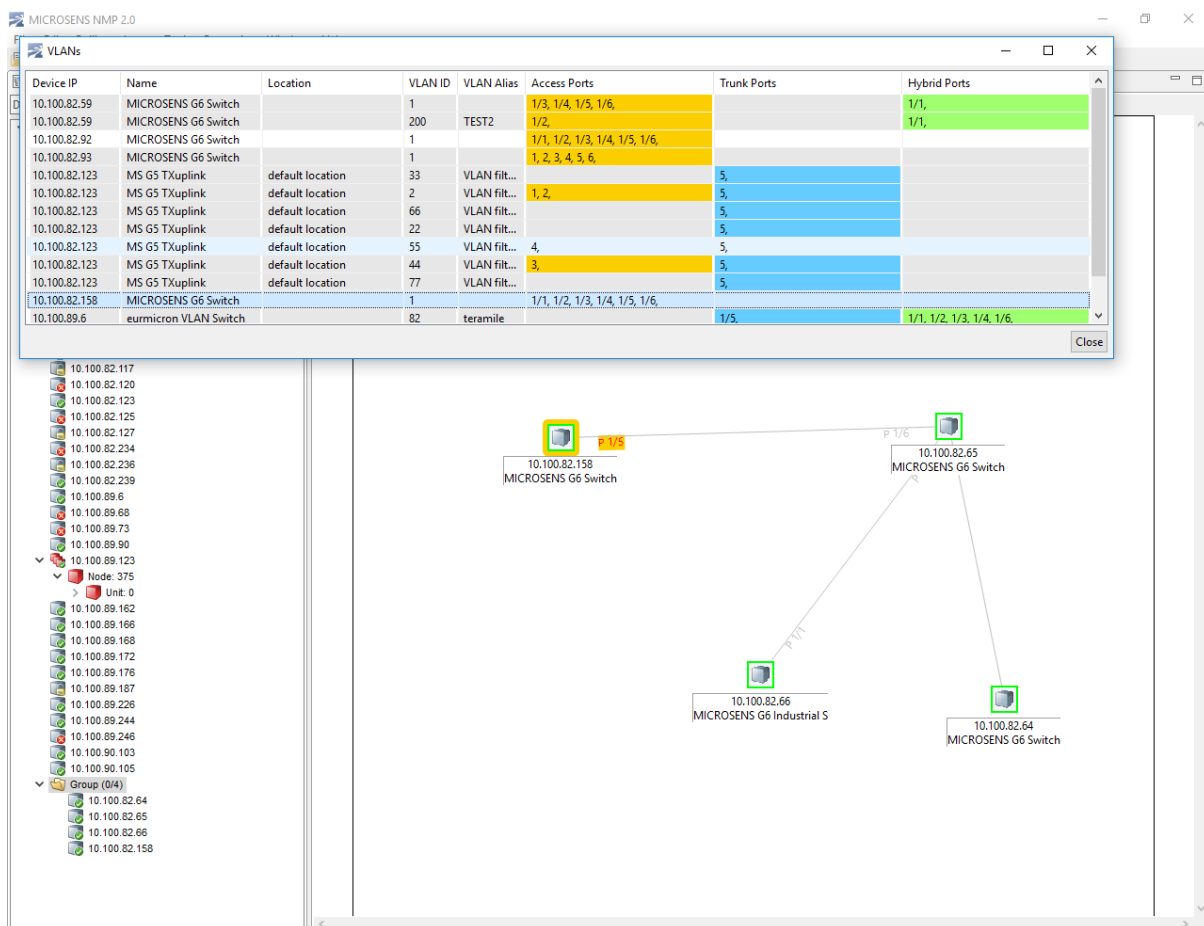 MICROSENS NMP 2.0
VLANs
Device IP Name Location VLAN ID VLAN Alias Access Ports Trunk Ports Hybrid Ports
10.100.82.59 MICROSENS G6 Switch 1 1/3, 1/4, 1/5, 1/6, 1/1,
10.100.82.59 MICROSENS G6 Switch 200 TEST2 1/2, 1/1,
10.100.82.92 MICROSENS G6 Switch 1 1/1, 1/2, 1/3, 1/4, 1/5, 1/6,
10.100.82.93 MICROSENS G6 Switch 1 1, 2, 3, 4, 5, 6,
10.100.82.123 MS G5 TXuplink default location 33 VLAN filt... 5,
10.100.82.123 MS G5 TXuplink default location 2 VLAN filt... 1, 2, 5,
10.100.82.123 MS G5 TXuplink default location 66 VLAN filt... 5,
10.100.82.123 MS G5 TXuplink default location 22 VLAN filt... 5,
10.100.82.123 MS G5 TXuplink default location 55 VLAN filt... 4, 5,
10.100.82.123 MS G5 TXuplink default location 44 VLAN filt... 3, 5,
10.100.82.123 MS G5 TXuplink default location 77 VLAN filt... 5,
10.100.82.158 MICROSENS G6 Switch 1 1/1, 1/2, 1/3, 1/4, 1/5, 1/6,
10.100.89.6 eurmicron VLAN Switch 82 teramile 1/5, 1/1, 1/2, 1/3, 1/4, 1/6,
Close
10.100.82.117
10.100.82.120
10.100.82.123
10.100.82.125
10.100.82.127
10.100.82.234
10.100.82.236
10.100.82.239
10.100.89.6
10.100.89.68
10.100.89.73
10.100.89.90
10.100.89.123
Node: 375
Unit: 0
10.100.89.162
10.100.89.166
10.100.89.168
10.100.89.172
10.100.89.176
10.100.89.187
10.100.89.226
10.100.89.244
10.100.89.246
10.100.90.103
10.100.90.105
Group (0/4)
10.100.82.64
10.100.82.65
10.100.82.66
10.100.82.158
P 1/5
P 1/6
10.100.82.158
MICROSENS G6 Switch
10.100.82.65
MICROSENS G6 Switch
P
P 1/1
10.100.82.66
MICROSENS G6 Industrial S
10.100.82.64
MICROSENS G6 Switch